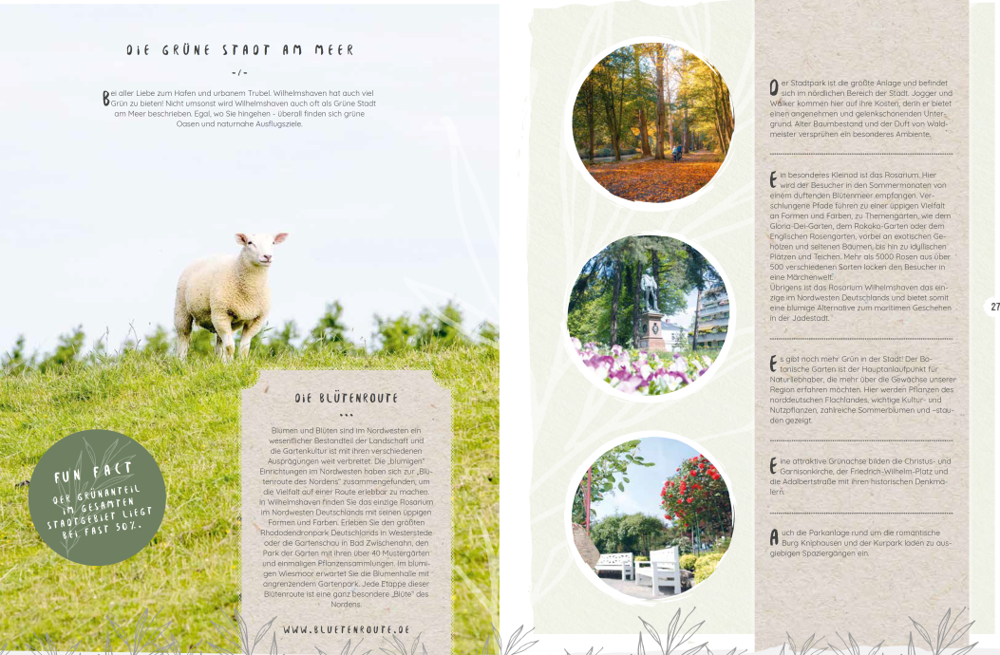 DIE GRÜNE STADT AM MEER
-/-
Bei aller Liebe zum Hafen und urbanem Trubel. Wilhelmshaven hat auch viel
Grün zu bieten! Nicht umsonst wird Wilhelmshaven auch oft als Grüne Stadt
am Meer beschrieben. Egal, wo Sie hingehen - überall finden sich grüne
Oasen und naturnahe Ausflugsziele.
FUN FACT
DER GRÜNANTEIL
IM GESAMTEN
STADTGEBIET LIEGT
BEI FAST 50%.
DIE BLÜTENROUTE
...
Blumen und Blüten sind im Nordwesten ein
wesentlicher Bestandteil der Landschaft und
die Gartenkultur ist mit ihren verschiedenen
Ausprägungen weit verbreitet. Die „blumigen“
Einrichtungen im Nordwesten haben sich zur „Blü-
tenroute des Nordens“ zusammengefunden, um
die Vielfalt auf einer Route erlebbar zu machen.
In Wilhelmshaven finden Sie das einzige Rosarium
im Nordwesten Deutschlands mit seinen üppigen
Formen und Farben. Erleben Sie den größten
Rhododendronpark Deutschlands in Westerstede
oder die Gartenschau in Bad Zwischenahn, den
Park der Gärten mit ihren über 40 Mustergärten
und einmaligen Pflanzensammlungen. Im blumi-
gen Wiesmoor erwartet Sie die Blumenhalle mit
angrenzendem Gartenpark. Jede Etappe dieser
Blütenroute ist eine ganz besondere „Blüte“ des
Nordens.
WWW.BLUETENROUTE.DE
Der Stadtpark ist die größte Anlage und befindet
sich im nördlichen Bereich der Stadt. Jogger und
Walker kommen hier auf ihre Kosten, denn er bietet
einen angenehmen und gelenkschonenden Unter-
grund. Alter Baumbestand und der Duft von Wald-
meister versprühen ein besonderes Ambiente.
Ein besonderes Kleinod ist das Rosarium. Hier
wird der Besucher in den Sommermonaten von
einem duftenden Blütenmeer empfangen. Ver-
schlungene Pfade führen zu einer üppigen Vielfalt
an Formen und Farben, zu Themengärten, wie dem
Gloria-Dei-Garten, dem Rokoko-Garten oder dem
Englischen Rosengarten, vorbei an exotischen Ge-
hölzen und seltenen Bäumen, bis hin zu idyllischen
Plätzen und Teichen. Mehr als 5000 Rosen aus über
500 verschiedenen Sorten locken den Besucher in
eine Märchenwelt.
Übrigens ist das Rosarium Wilhelmshaven das ein-
zige im Nordwesten Deutschlands und bietet somit
eine blumige Alternative zum maritimen Geschehen
in der Jadestadt.
Es gibt noch mehr Grün in der Stadt! Der Bo-
tanische Garten ist der Hauptanlaufpunkt für
Naturliebhaber, die mehr über die Gewächse unserer
Region erfahren möchten. Hier werden Pflanzen des
norddeutschen Flachlandes, wichtige Kultur- und
Nutzpflanzen, zahlreiche Sommerblumen und –stau-
den gezeigt.
Eine attraktive Grünachse bilden die Christus- und
Garnisonkirche, der Friedrich-Wilhelm-Platz und
die Adalbertstraße mit ihren historischen Denkmä-
lern.
Auch die Parkanlage rund um die romantische
Burg Kniphausen und der Kurpark laden zu aus-
giebigen Spaziergängen ein.
27